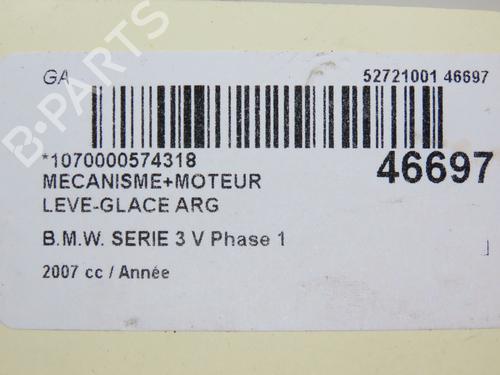 GA 52721001 46697
*1070000574318 46697
MECANISME+MOTEUR
LEVE-GLACE ARG
B.M.W. SERIE 3 V Phase 1
2007 cc / Année
B-PARTS